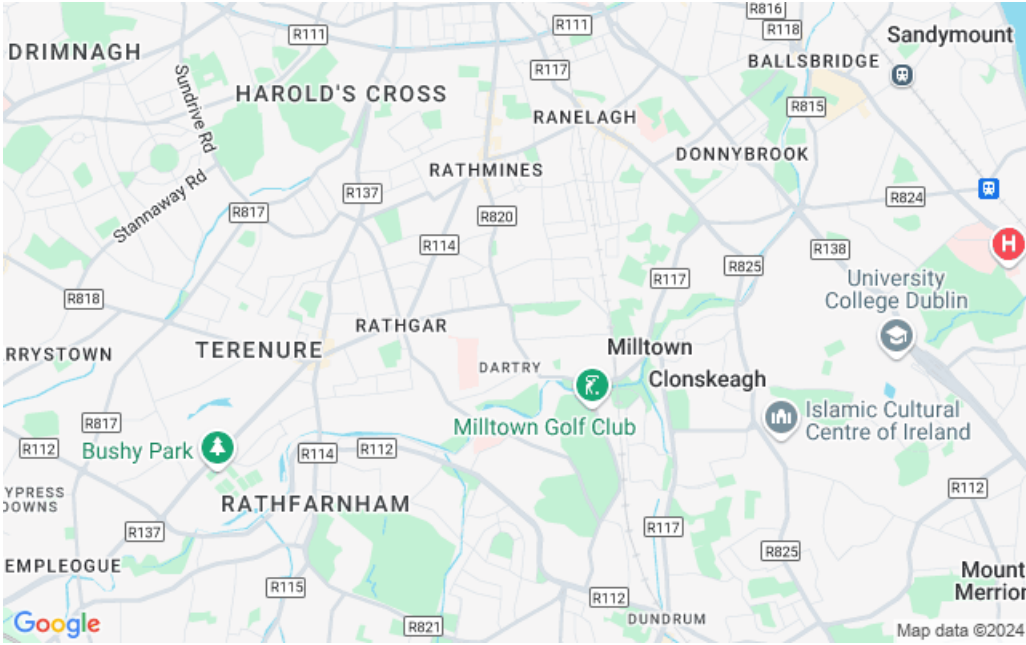 R816
R111
R111
R118
Sandymount
DRIMNAGH
BALLSBRIDGE
R117
Sundrive Rd
HAROLD'S CROSS
R815
RANELAGH
DONNYBROOK
RATHMINES
Stannaway Rd
R137
R824
R817
R820
R114
R138
H
R117
R825
University
College Dublin
R818
RATHGAR
TERENURE
Milltown
RRYSTOWN
DARTRY
Clonskeagh
Islamic Cultural
Centre of Ireland
R817
Milltown Golf Club
Bushy Park
R112
R114
R112
YPRESS
DOWNS
R112
RATHFARNHAM
R137
R117
R825
EMPLEOGUE
Mount
Merrion
R115
R112
DUNDRUM
Google
R821
Map data ©2024